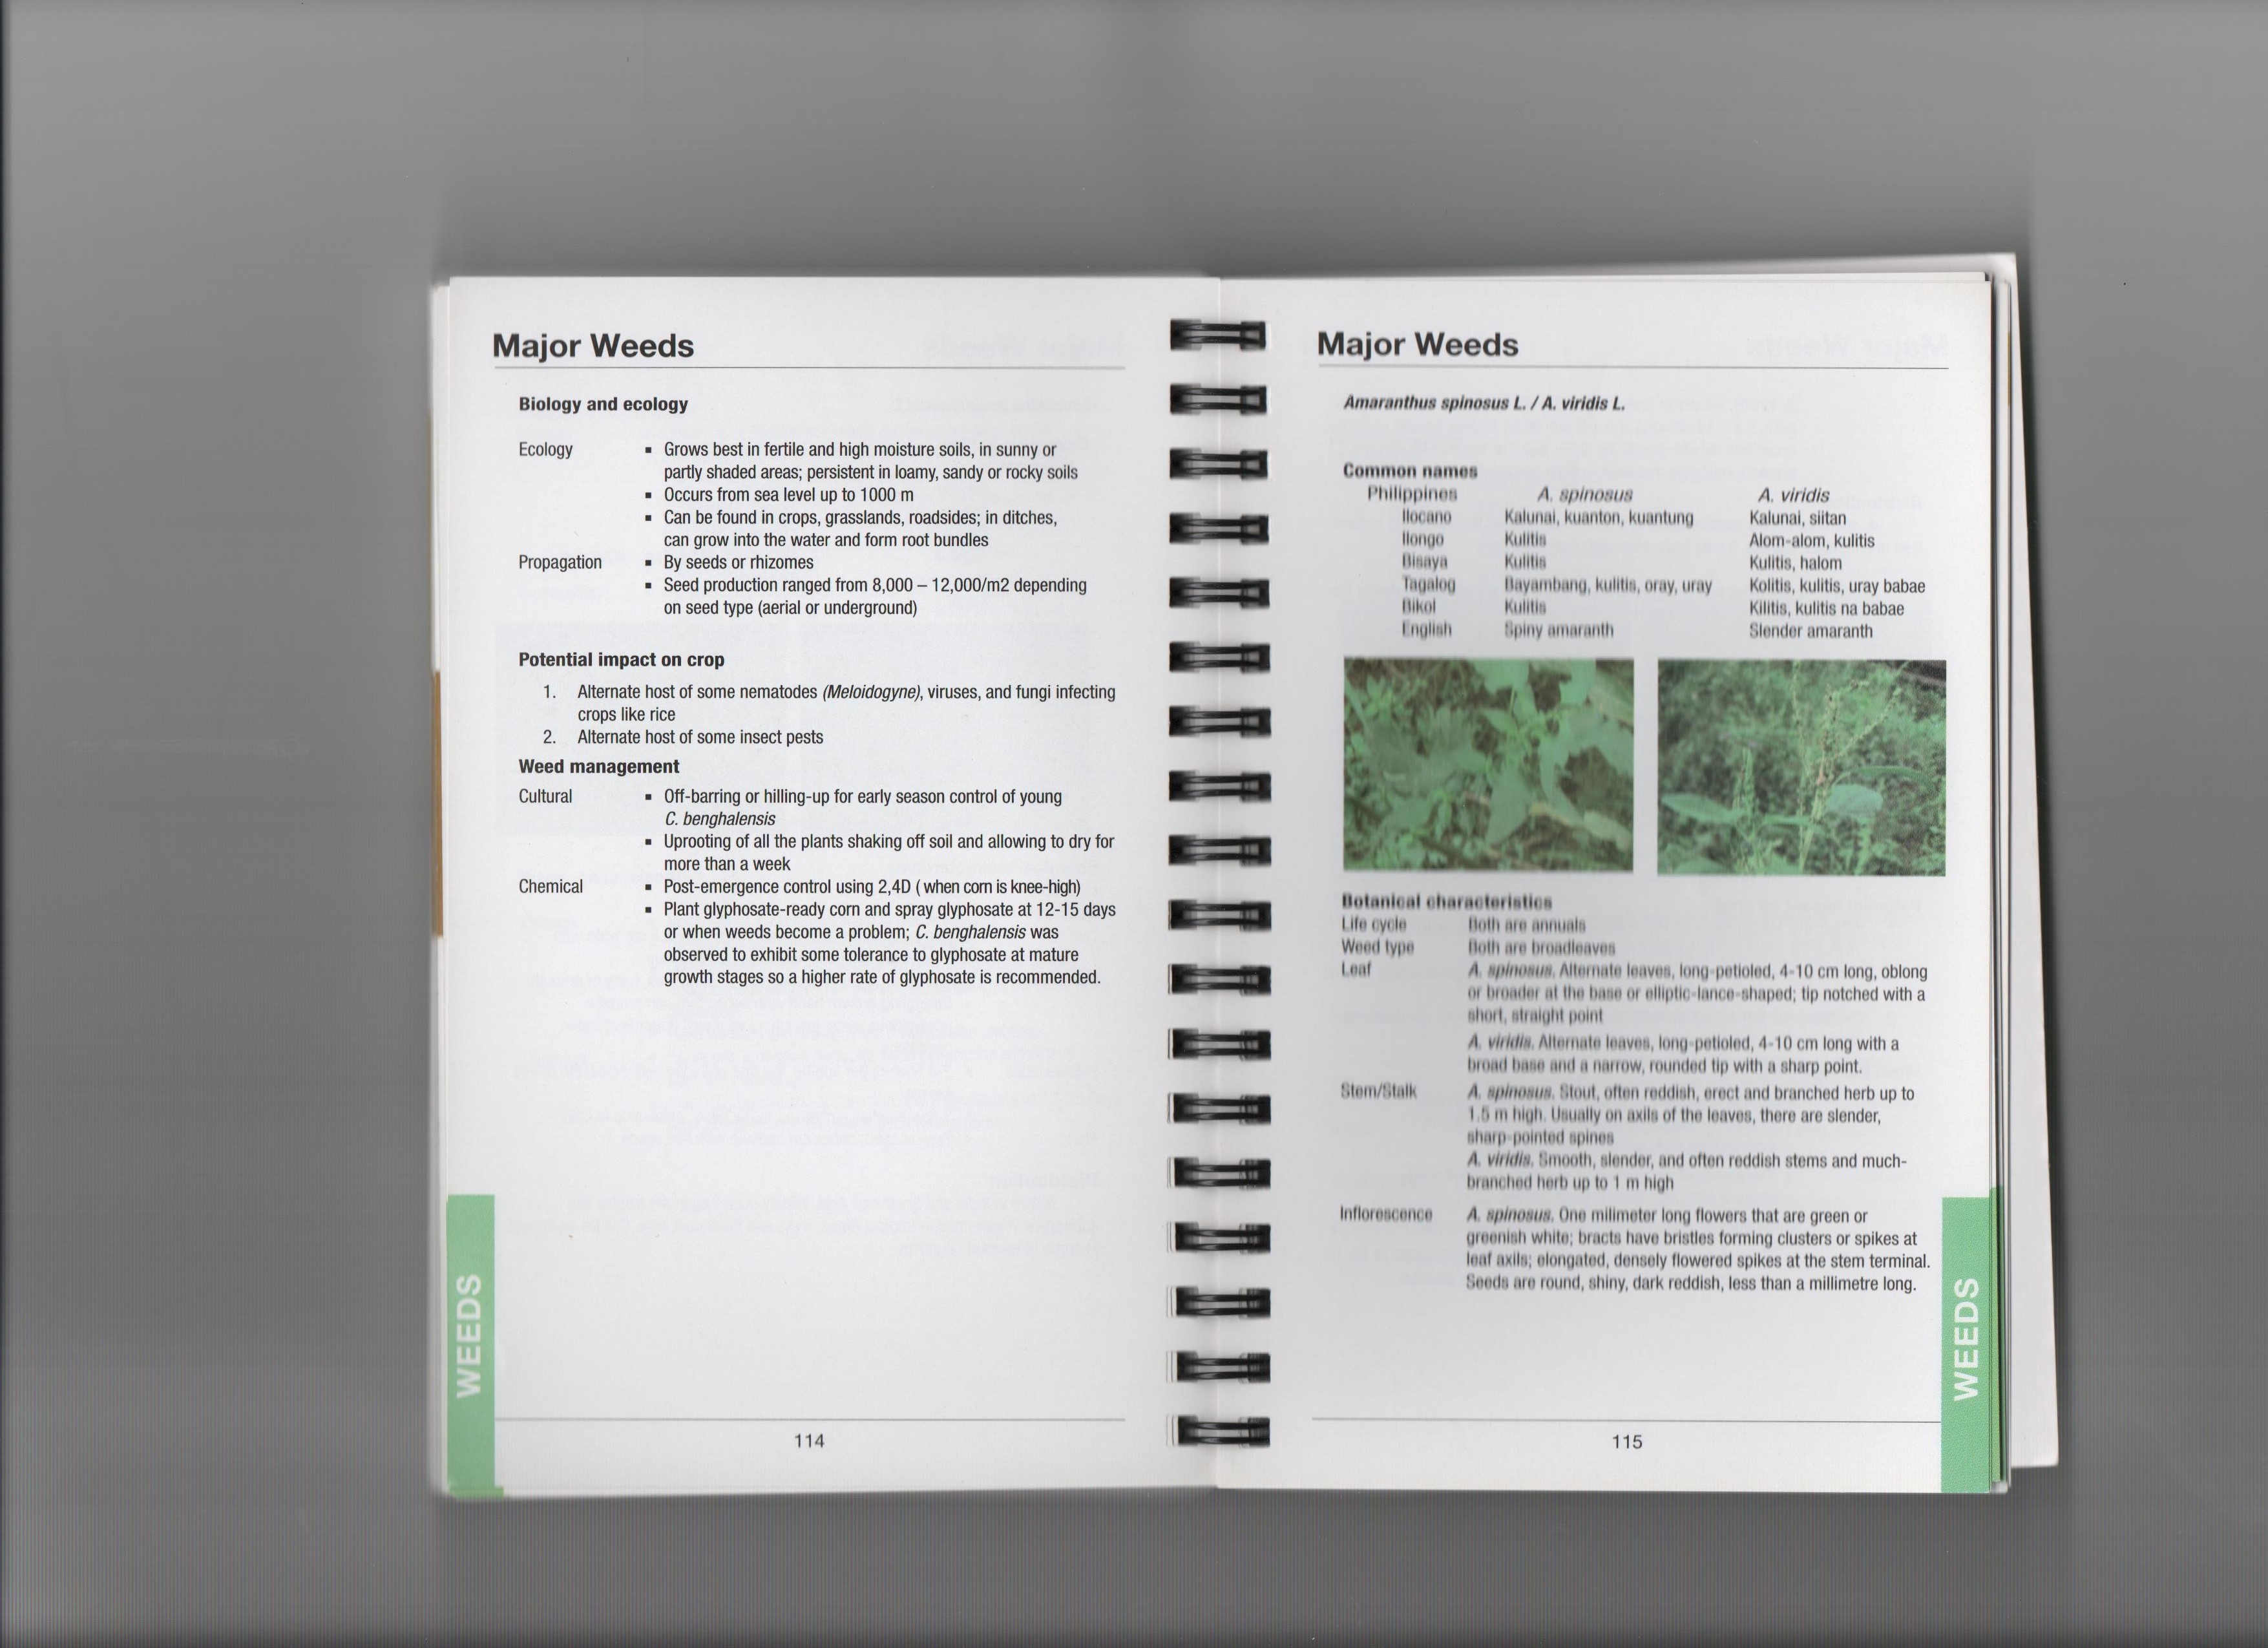 Major Weeds
Biology and ecology
Ecology ▪ Grows best in fertile and high moisture soils, in sunny or
partly shaded areas; persistent in loamy, sandy or rocky soils
▪ Occurs from sea level up to 1000 m
▪ Can be found in crops, grasslands, roadsides; in ditches,
can grow into the water and form root bundles
Propagation ▪ By seeds or rhizomes
▪ Seed production ranged from 8,000 – 12,000/m2 depending
on seed type (aerial or underground)
Potential impact on crop
1. Alternate host of some nematodes (Meloidogyne), viruses, and fungi infecting
crops like rice
2. Alternate host of some insect pests
Weed management
Cultural ▪ Off-barring or hilling-up for early season control of young
C. benghalensis
▪ Uprooting of all the plants shaking off soil and allowing to dry for
more than a week
Chemical ▪ Post-emergence control using 2,4D ( when corn is knee-high)
▪ Plant glyphosate-ready corn and spray glyphosate at 12-15 days
or when weeds become a problem; C. benghalensis was
observed to exhibit some tolerance to glyphosate at mature
growth stages so a higher rate of glyphosate is recommended.
WEEDS
114
Major Weeds
Amaranthus spinosus L. / A. viridis L.
Common names
Philippines A. spinosus A. viridis
Ilocano Kalunai, kuanton, kuantung Kalunai, siitan
Ilongo Kulitis Alom-alom, kulitis
Bisaya Kulitis Kulitis, halom
Tagalog Bayambang, kulitis, oray, uray Kolitis, kulitis, uray babae
Bikol Kulitis Kilitis, kulitis na babae
English Spiny amaranth Slender amaranth
Botanical characteristics
Life cycle Both are annuals
Weed type Both are broadleaves
Leaf A. spinosus. Alternate leaves, long-petioled, 4-10 cm long, oblong
or broader at the base or elliptic-lance-shaped; tip notched with a
short, straight point
A. viridis. Alternate leaves, long-petioled, 4-10 cm long with a
broad base and a narrow, rounded tip with a sharp point.
Stem/Stalk A. spinosus. Stout, often reddish, erect and branched herb up to
1.5 m high. Usually on axils of the leaves, there are slender,
sharp-pointed spines
A. viridis. Smooth, slender, and often reddish stems and much-
branched herb up to 1 m high
Inflorescence A. spinosus. One milimeter long flowers that are green or
greenish white; bracts have bristles forming clusters or spikes at
leaf axils; elongated, densely flowered spikes at the stem terminal.
Seeds are round, shiny, dark reddish, less than a millimetre long.
WEEDS
115